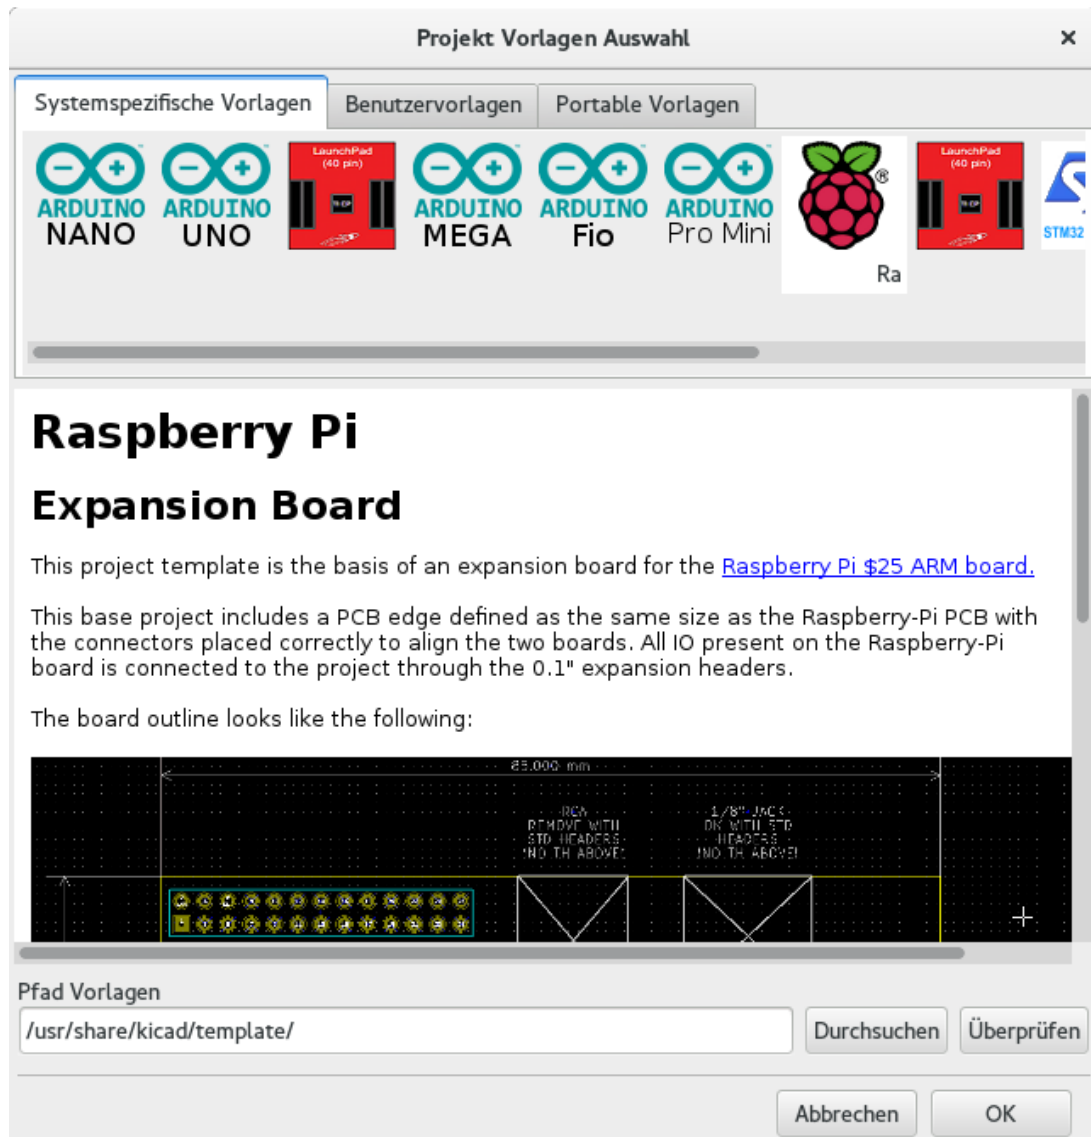 Projekt Vorlagen Auswahl
Systemspezifische Vorlagen Benutzervorlagen Portable Vorlagen
ARDUINO
NANO
ARDUINO
UNO
LaunchPad
(40 pin)
ARDUINO
MEGA
ARDUINO
Fio
ARDUINO
Pro Mini
®
Ra
LaunchPad
(40 pin)
STM32
Raspberry Pi
Expansion Board
This project template is the basis of an expansion board for the Raspberry Pi $25 ARM board.
This base project includes a PCB edge defined as the same size as the Raspberry-Pi PCB with
the connectors placed correctly to align the two boards. All IO present on the Raspberry-Pi
board is connected to the project through the 0.1" expansion headers.
The board outline looks like the following:
85.000 mm
RCA
REMOVE WITH
STD HEADERS
!NO TH ABOVE!
1/8" JACK
OK WITH STD
HEADERS
!NO TH ABOVE!
Pfad Vorlagen
/usr/share/kicad/template/ Durchsuchen Überprüfen
Abbrechen OK